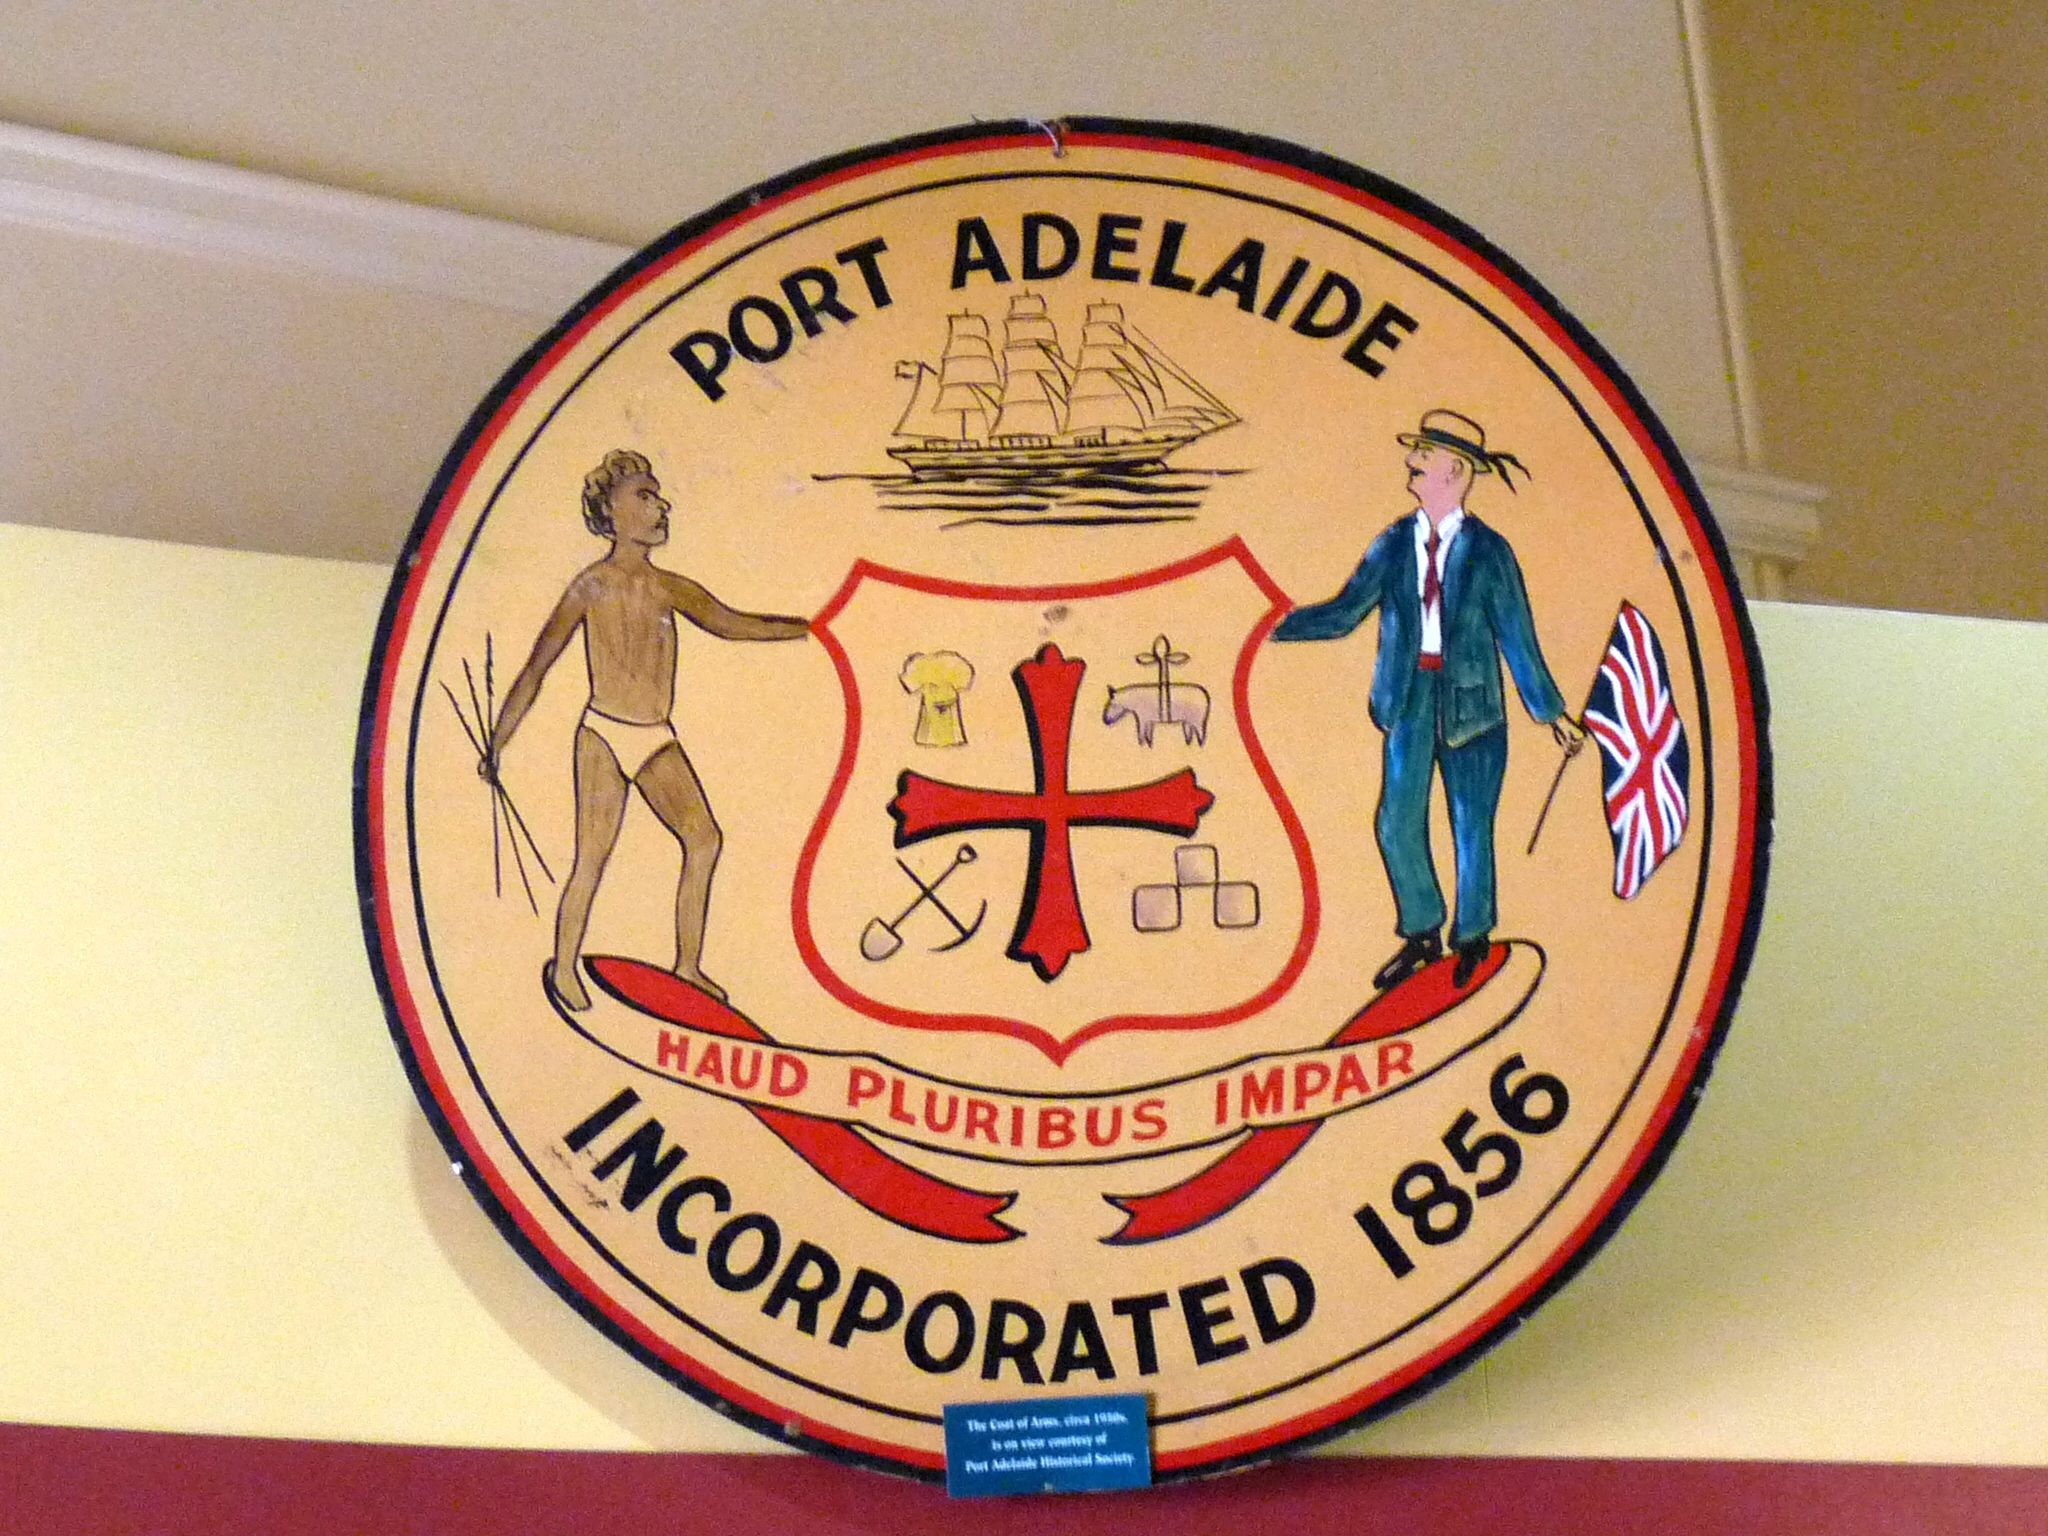 PORT ADELAIDE
HAUD PLURIBUS IMPAR
INCORPORATED 1856
The Coat of Arms, circa 1950s,
is on view courtesy of
Port Adelaide Historical Society.